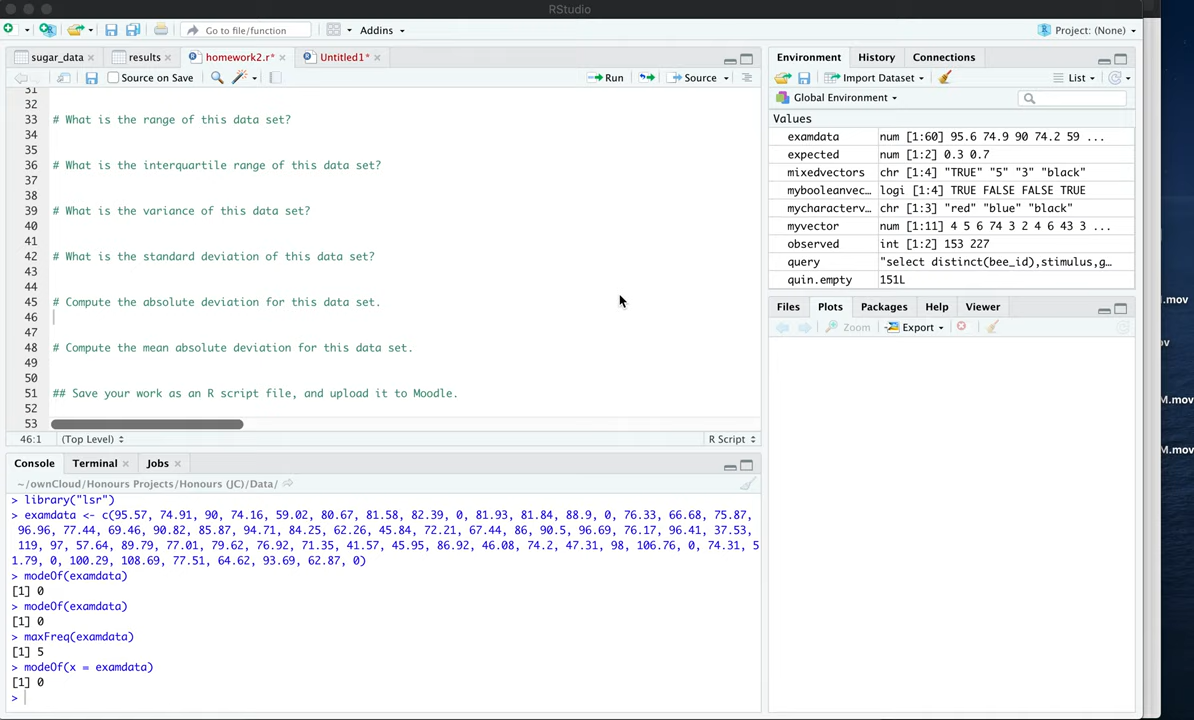 RStudio
Go to file/function
Addins
Project: (None)
sugar_data
results
homework2.r*
Untitled1*
Source on Save
Run
Source
31
32
33 # What is the range of this data set?
34
35
36 # What is the interquartile range of this data set?
37
38
39 # What is the variance of this data set?
40
41
42 # What is the standard deviation of this data set?
43
44
45 # Compute the absolute deviation for this data set.
46
47
48 # Compute the mean absolute deviation for this data set.
49
50
51 ## Save your work as an R script file, and upload it to Moodle.
52
53
46:1 (Top Level) R Script
Console Terminal Jobs
~/ownCloud/Honours Projects/Honours (JC)/Data/
> library("lsr")
> examdata <- c(95.57, 74.91, 90, 74.16, 59.02, 80.67, 81.58, 82.39, 0, 81.93, 81.84, 88.9, 0, 76.33, 66.68, 75.87,
96.96, 77.44, 69.46, 90.82, 85.87, 94.71, 84.25, 62.26, 45.84, 72.21, 67.44, 86, 90.5, 96.69, 76.17, 96.41, 37.53,
119, 97, 57.64, 89.79, 77.01, 79.62, 76.92, 71.35, 41.57, 45.95, 86.92, 46.08, 74.2, 47.31, 98, 106.76, 0, 74.31, 5
1.79, 0, 100.29, 108.69, 77.51, 64.62, 93.69, 62.87, 0)
> modeOf(examdata)
[1] 0
> modeOf(examdata)
[1] 0
> maxFreq(examdata)
[1] 5
> modeOf(x = examdata)
[1] 0
>
Environment History Connections
Import Dataset
List
Global Environment
Values
examdata num [1:60] 95.6 74.9 90 74.2 59 ...
expected num [1:2] 0.3 0.7
mixedvectors chr [1:4] "TRUE" "5" "3" "black"
mybooleanvec… logi [1:4] TRUE FALSE FALSE TRUE
mycharacterv… chr [1:3] "red" "blue" "black"
myvector num [1:11] 4 5 6 74 3 2 4 6 43 3 ...
observed int [1:2] 153 227
query "select distinct(bee_id),stimulus,g…
quin.empty 151L
Files Plots Packages Help Viewer
Zoom Export
.mov
ov
M.mov
M.mov